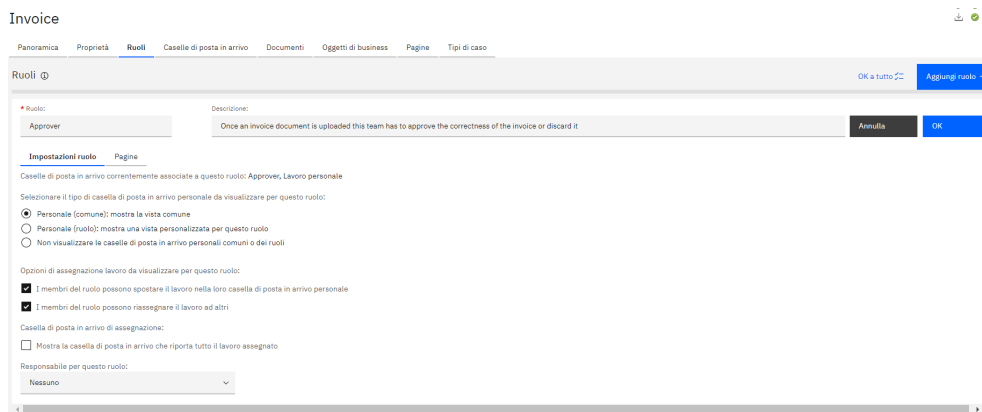 Invoice
Panoramica Proprietà Ruoli Caselle di posta in arrivo Documenti Oggetti di business Pagine Tipi di caso
Ruoli
OK a tutto
Aggiungi ruolo
* Ruolo:
Descrizione:
Approver
Once an invoice document is uploaded this team has to approve the correctness of the invoice or discard it
Annulla
OK
Impostazioni ruolo Pagine
Caselle di posta in arrivo correntemente associate a questo ruolo: Approver, Lavoro personale
Selezionare il tipo di casella di posta in arrivo personale da visualizzare per questo ruolo:
Personale (comune): mostra la vista comune
Personale (ruolo): mostra una vista personalizzata per questo ruolo
Non visualizzare le caselle di posta in arrivo personali comuni o dei ruoli
Opzioni di assegnazione lavoro da visualizzare per questo ruolo:
I membri del ruolo possono spostare il lavoro nella loro casella di posta in arrivo personale
I membri del ruolo possono riassegnare il lavoro ad altri
Casella di posta in arrivo di assegnazione:
Mostra la casella di posta in arrivo che riporta tutto il lavoro assegnato
Responsabile per questo ruolo:
Nessuno